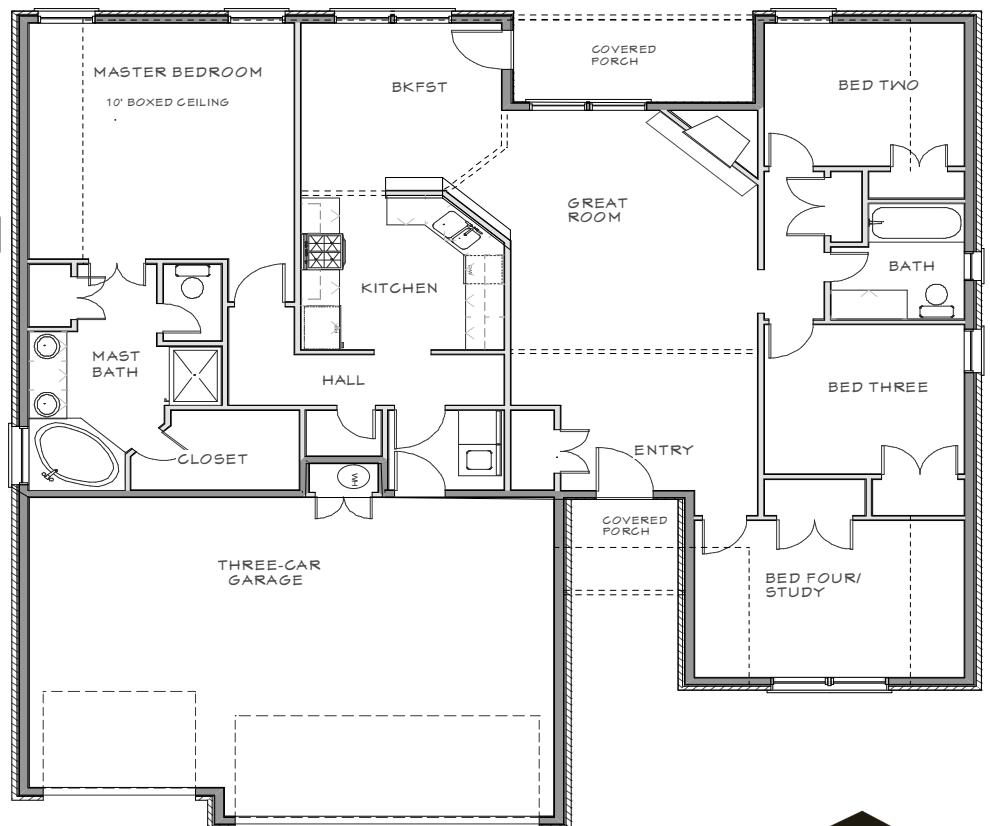 MASTER BEDROOM
10' BOXED CEILING
BKFST
COVERED
PORCH
BED TWO
GREAT
ROOM
KITCHEN
BATH
MAST
BATH
HALL
BED THREE
CLOSET
ENTRY
WH
COVERED
PORCH
THREE-CAR
GARAGE
BED FOUR/
STUDY